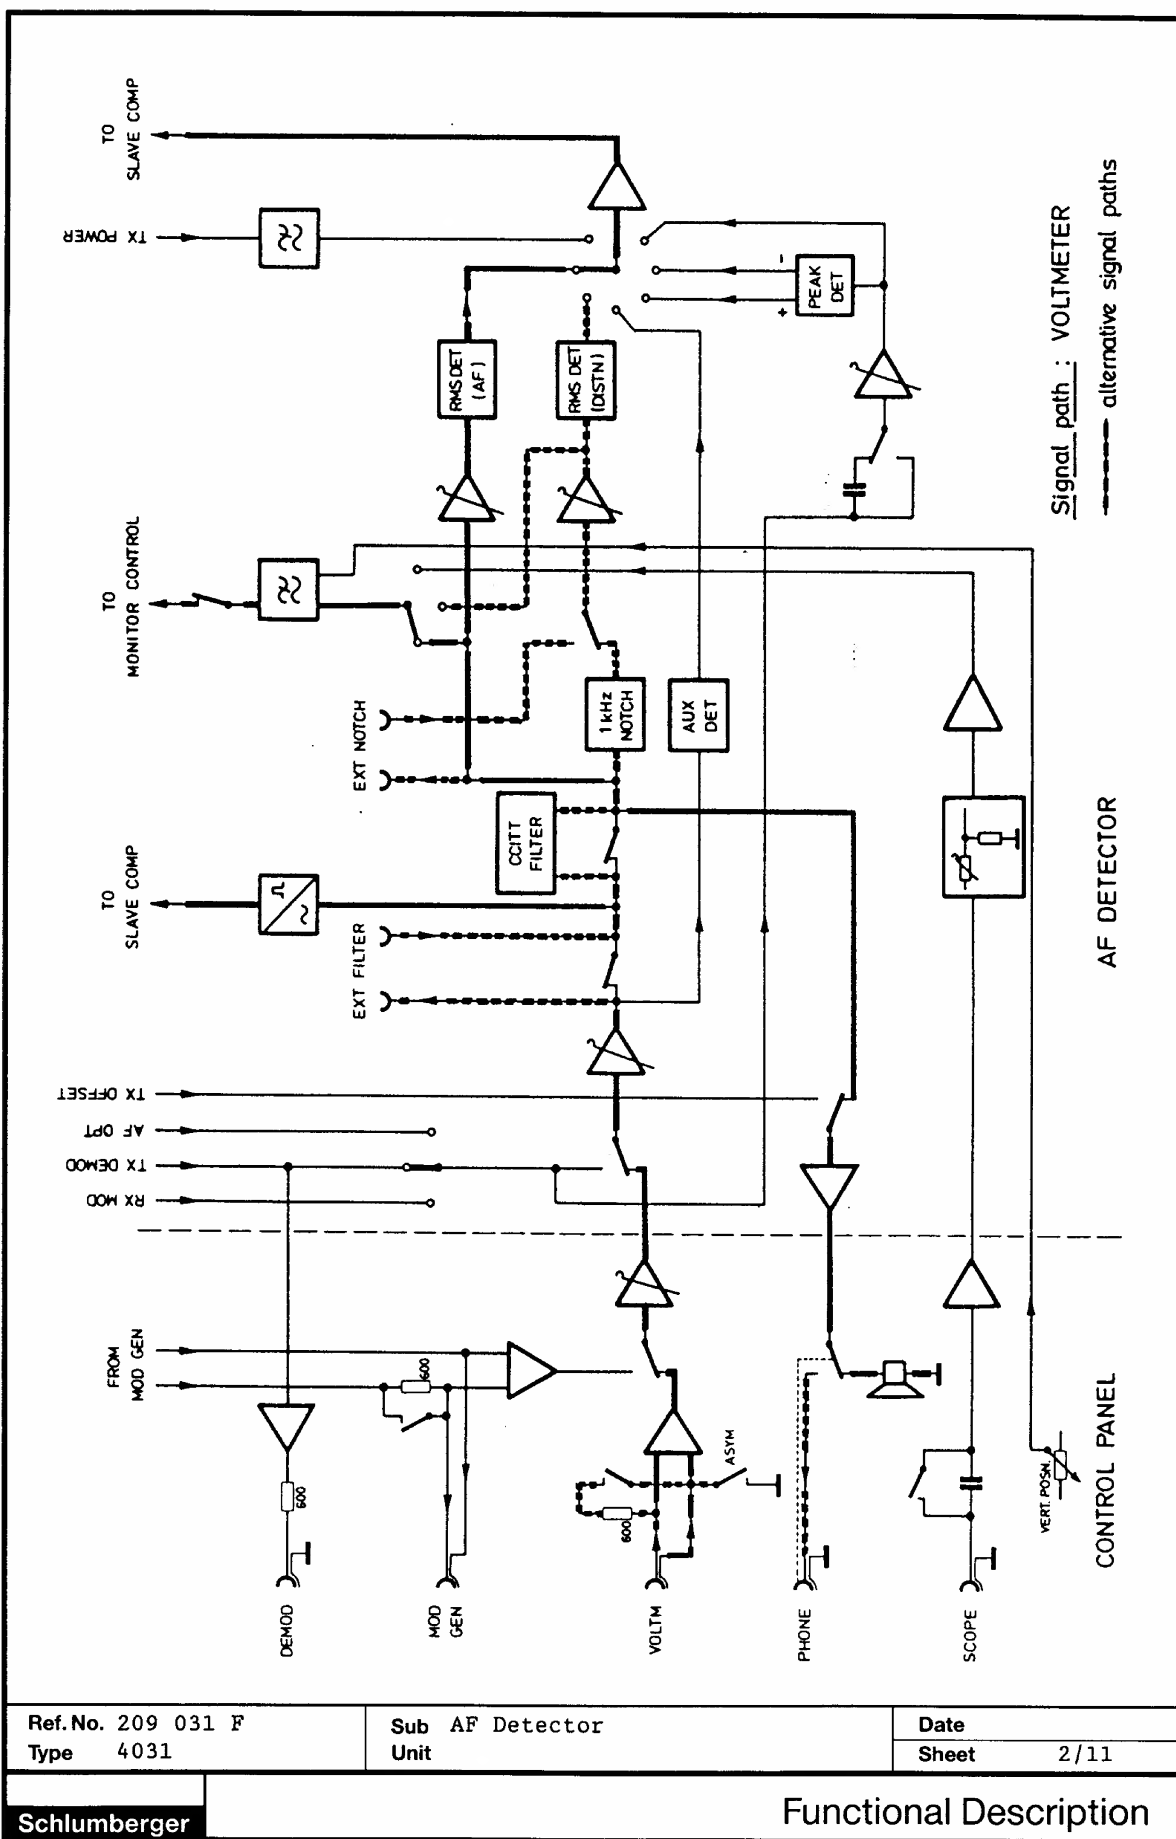 TO
SLAVE COMP
TX POWER
RMS DET
(AF)
RMS DET
(DISTN)
PEAK
DET
+
-
TO
MONITOR CONTROL
EXT NOTCH
1 kHz
NOTCH
AUX
DET
CCITT
FILTER
TO
SLAVE COMP
EXT FILTER
TX OFFSET
AF OPT
TX DEMOD
RX MOD
FROM
MOD GEN
600
600
600
ASYM
VERT. POSN.
DEMOD
MOD
GEN
VOLTM
PHONE
SCOPE
CONTROL PANEL
AF DETECTOR
Signal path : VOLTMETER
alternative signal paths
Ref. No. 209 031 F
Type 4031
Sub AF Detector
Unit
Date
Sheet 2/11
Schlumberger
Functional Description